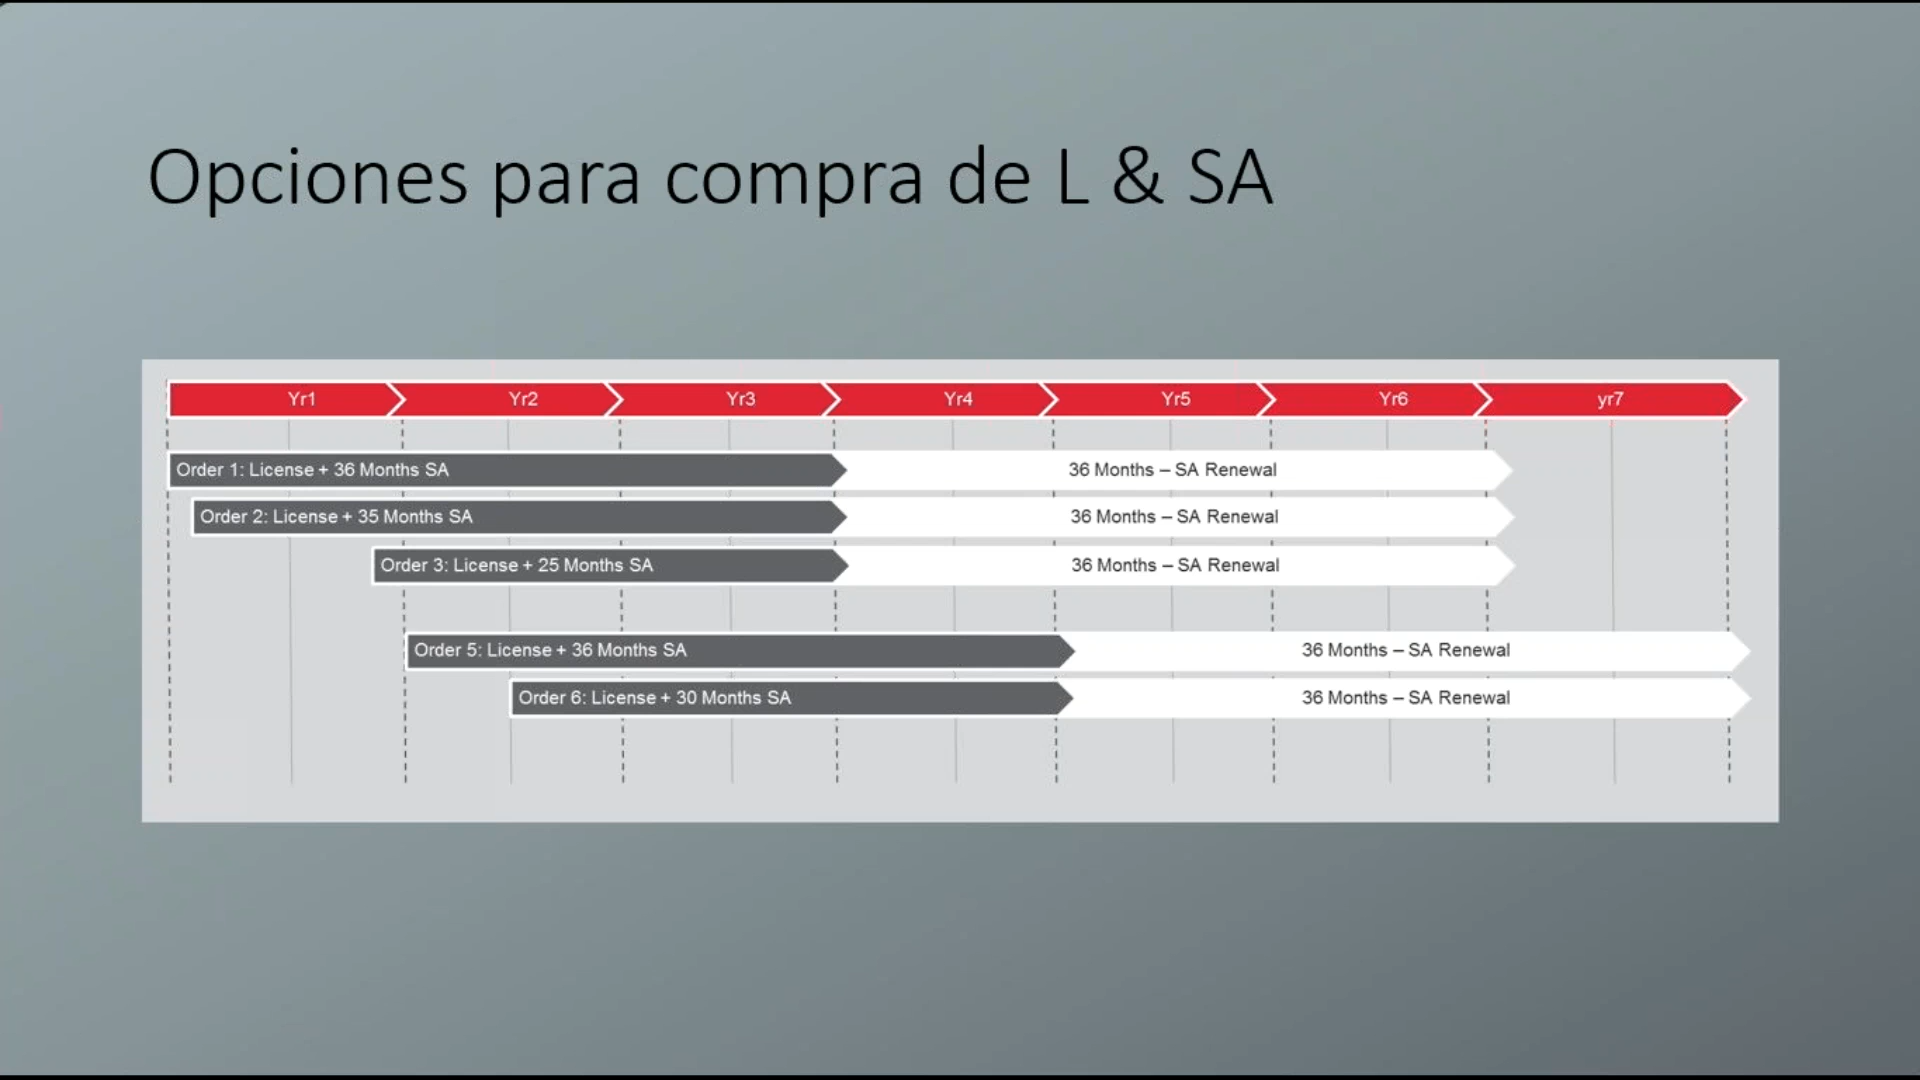 Opciones para compra de L & SA
Yr1 Yr2 Yr3 Yr4 Yr5 Yr6 yr7
Order 1: License + 36 Months SA 36 Months – SA Renewal
Order 2: License + 35 Months SA 36 Months – SA Renewal
Order 3: License + 25 Months SA 36 Months – SA Renewal
Order 5: License + 36 Months SA 36 Months – SA Renewal
Order 6: License + 30 Months SA 36 Months – SA Renewal